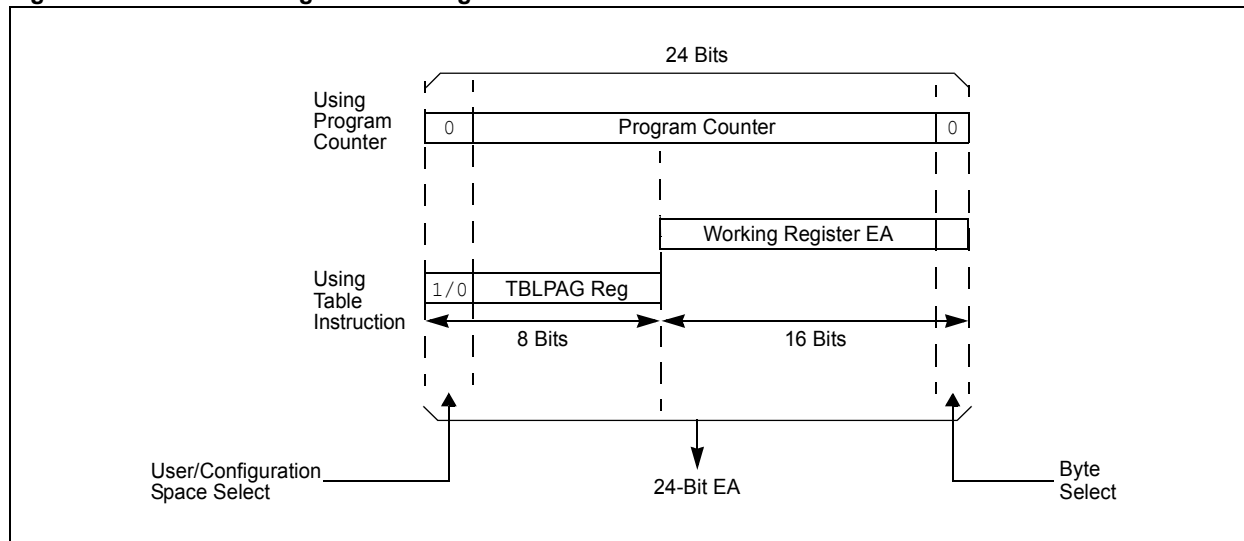 24 Bits
Using
Program
Counter
0
Program Counter
0
Working Register EA
Using
Table
Instruction
1/0
TBLPAG Reg
8 Bits
16 Bits
User/Configuration
Space Select
24-Bit EA
Byte
Select